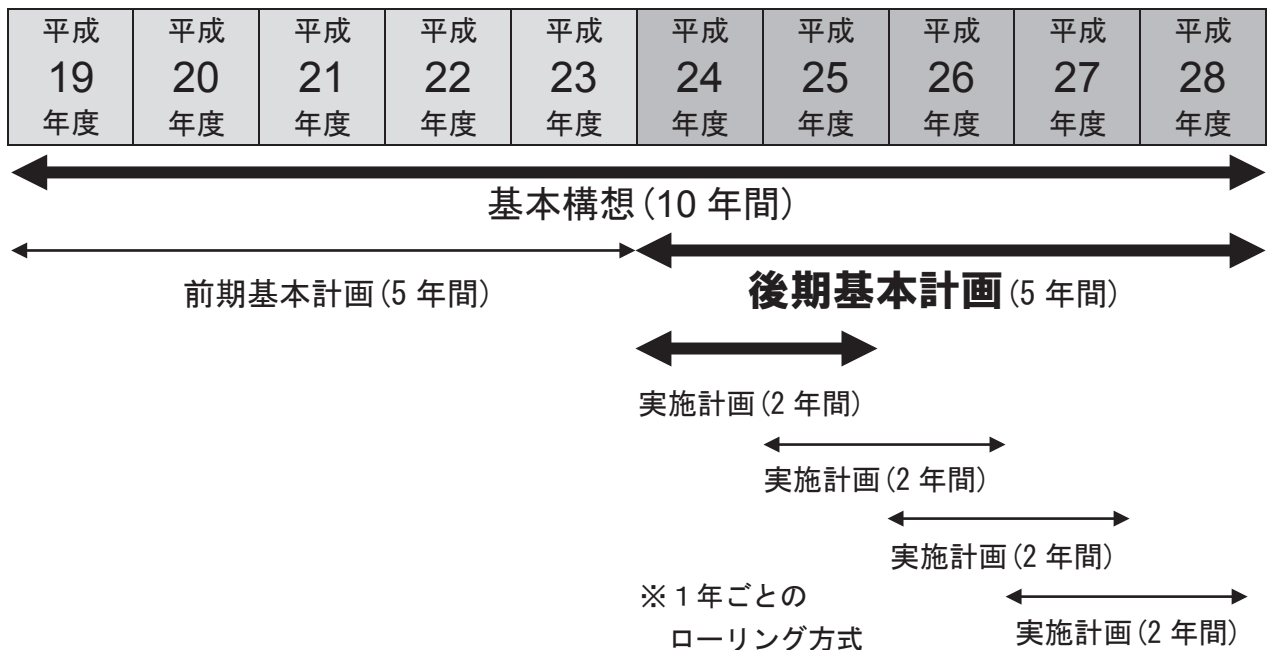 平成 平成 平成 平成 平成 平成 平成 平成 平成 平成
19 20 21 22 23 24 25 26 27 28
年度 年度 年度 年度 年度 年度 年度 年度 年度 年度
基本構想(10 年間)
前期基本計画(5 年間) 後期基本計画(5 年間)
実施計画(2 年間)
実施計画(2 年間)
実施計画(2 年間)
※1年ごとの
ローリング方式
実施計画(2 年間)